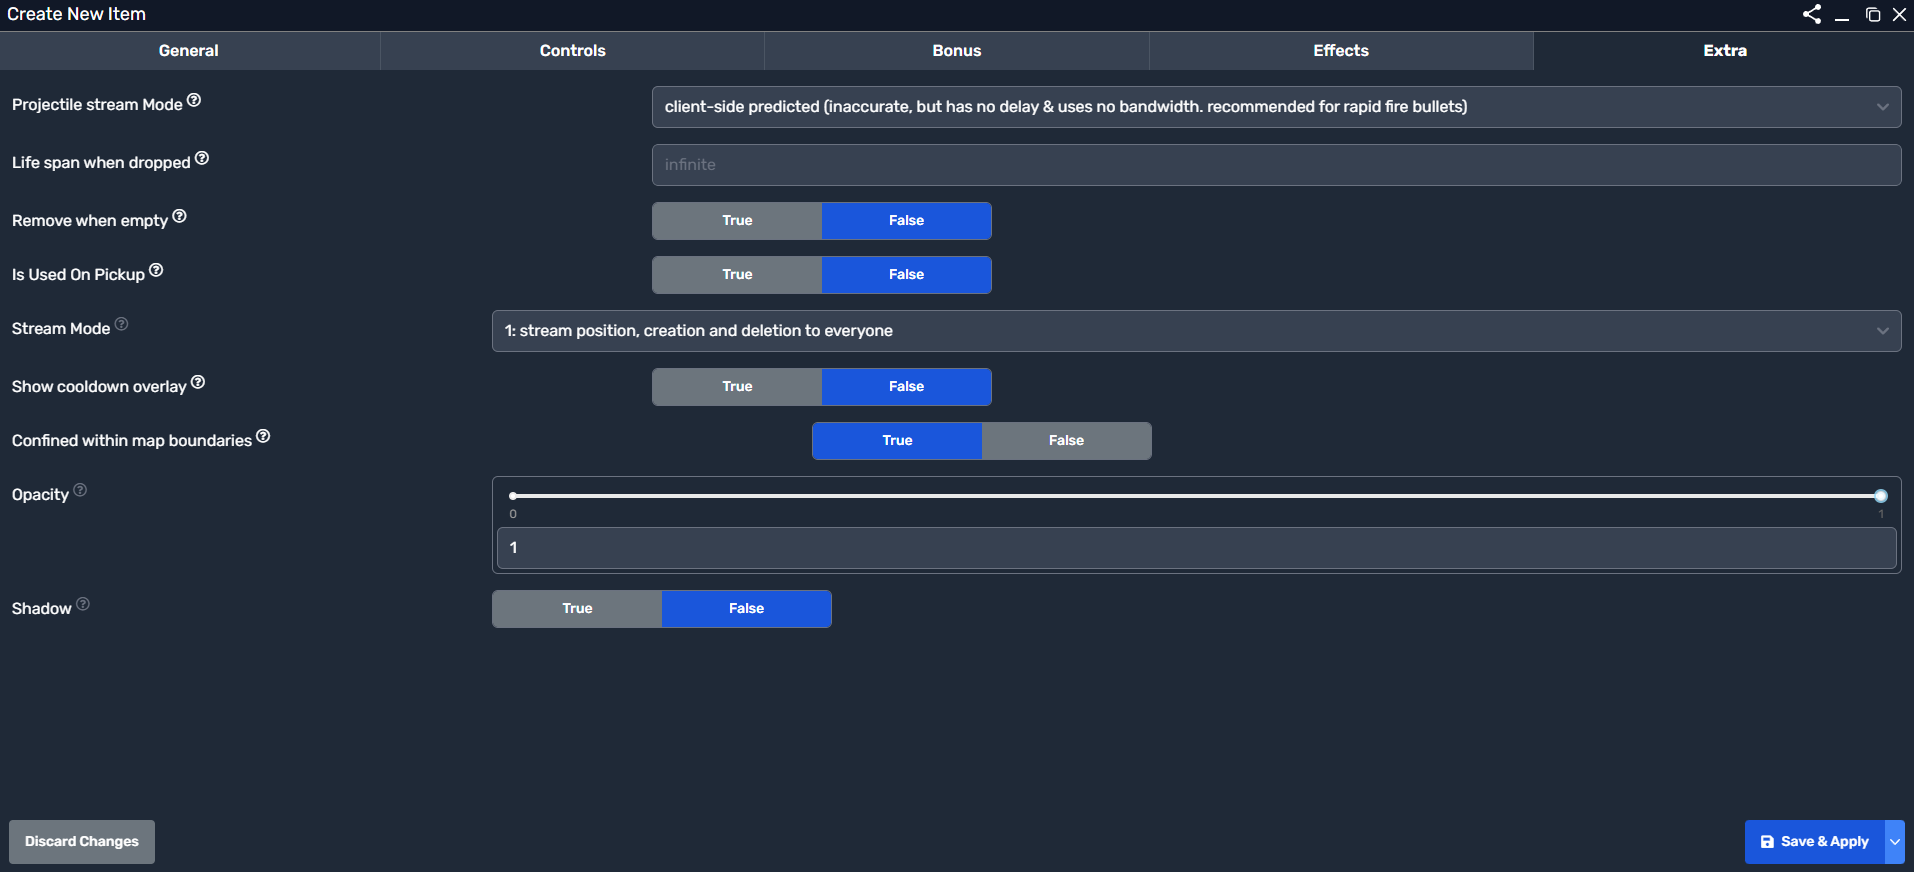 Create New Item
General Controls Bonus Effects Extra
Projectile stream Mode ?
client-side predicted (inaccurate, but has no delay & uses no bandwidth. recommended for rapid fire bullets)
Life span when dropped ?
infinite
Remove when empty ?
True False
Is Used On Pickup ?
True False
Stream Mode ?
1: stream position, creation and deletion to everyone
Show cooldown overlay ?
True False
Confined within map boundaries ?
True False
Opacity ?
0 1
1
Shadow ?
True False
Discard Changes
Save & Apply